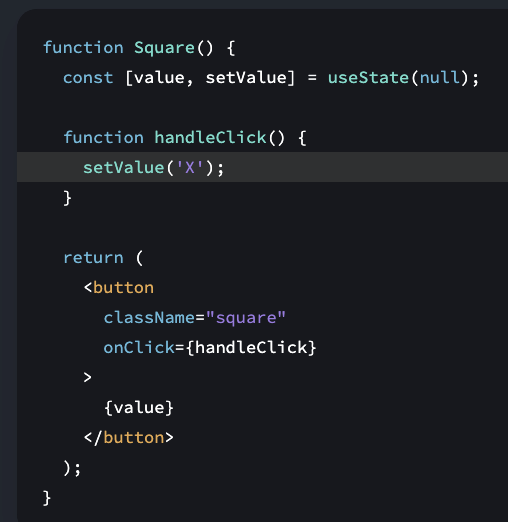 function Square() {
  const [value, setValue] = useState(null);

  function handleClick() {
    setValue('X');
  }

  return (
    <button
      className="square"
      onClick={handleClick}
    >
      {value}
    </button>
  );
}